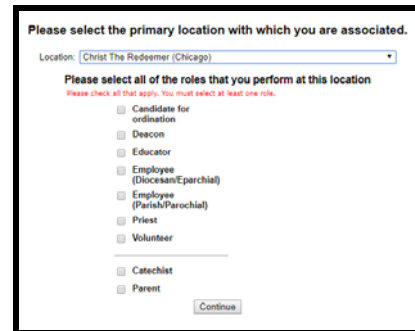 Please select the primary location with which you are associated.
Location: Christ The Redeemer (Chicago)
Please select all of the roles that you perform at this location
Please check all that apply. You must select at least one role.
Candidate for
ordination
Deacon
Educator
Employee
(Diocesan/Eparchial)
Employee
(Parish/Parochial)
Priest
Volunteer
Catechist
Parent
Continue